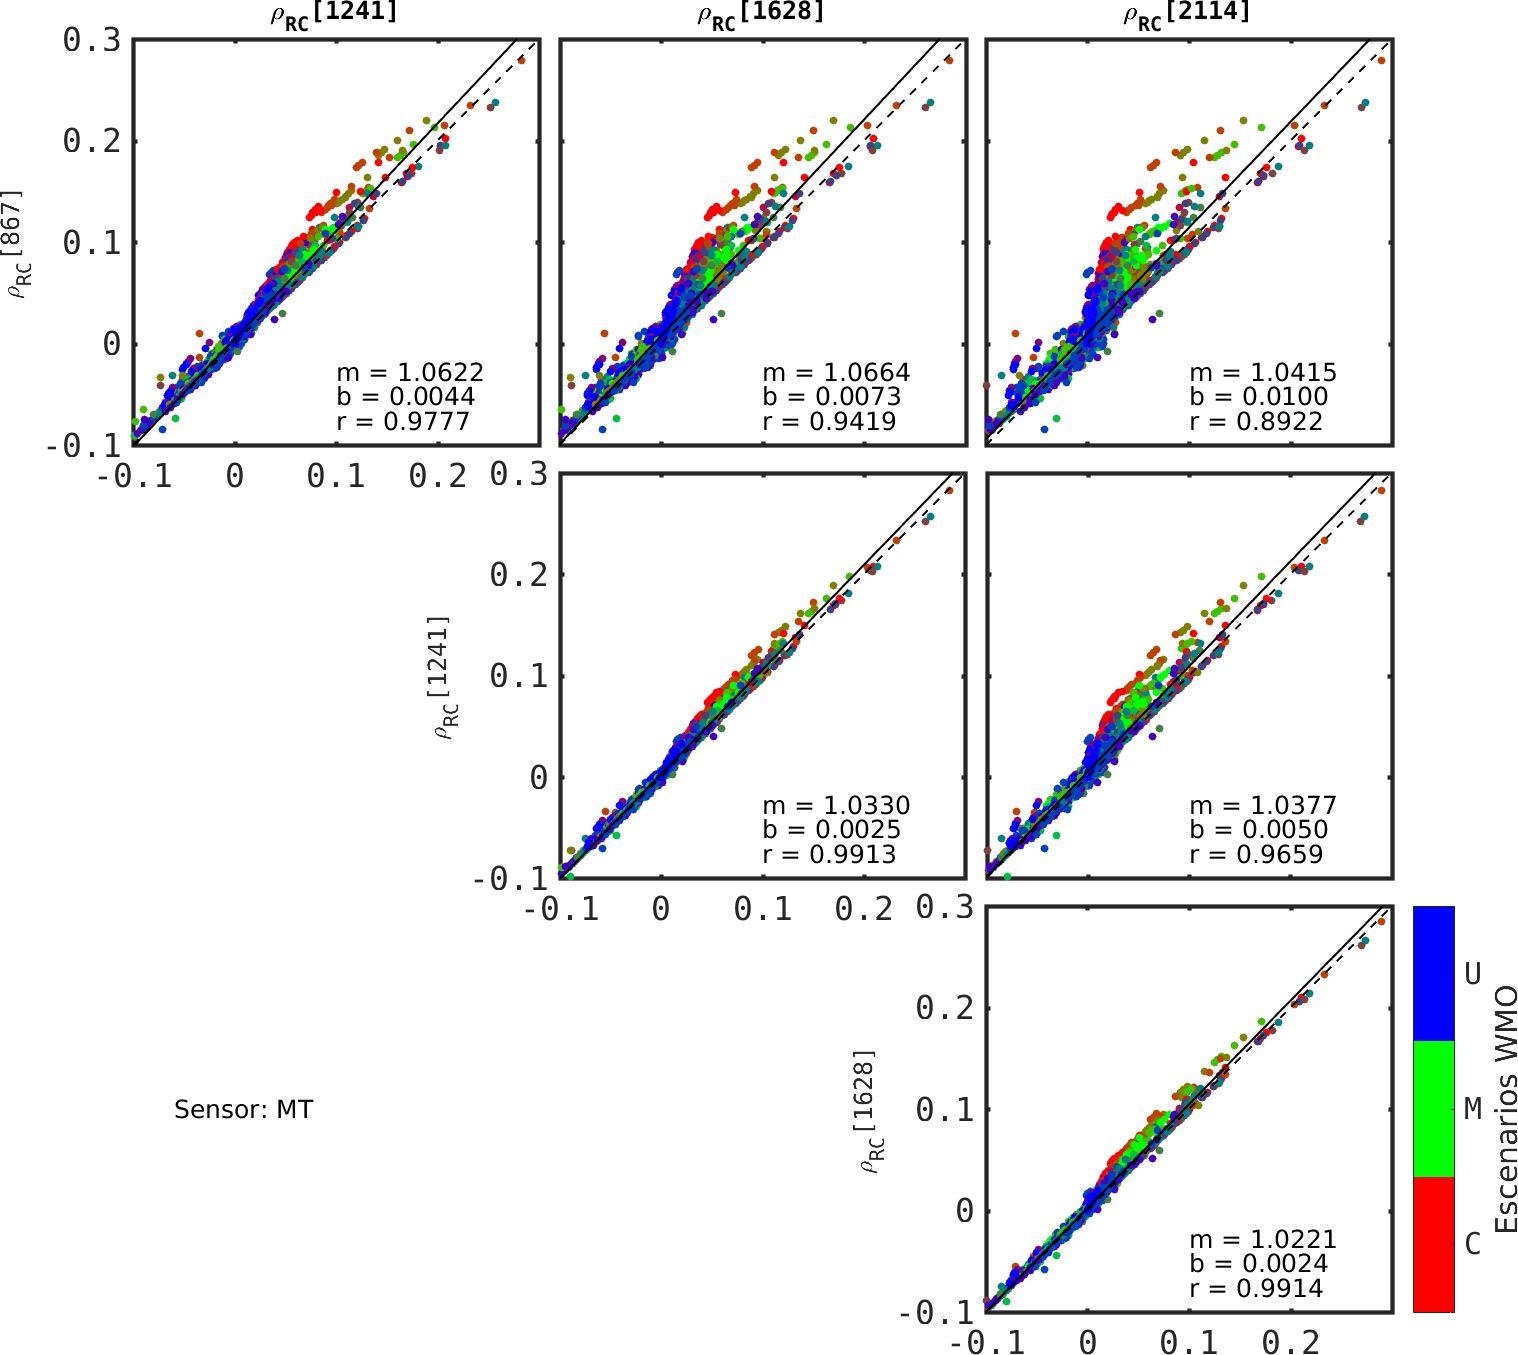 ρRC[1241]
ρRC[1628]
ρRC[2114]
ρRC[867]
0.3
0.2
0.1
0
-0.1
-0.1 0 0.1 0.2
m = 1.0622
b = 0.0044
r = 0.9777
m = 1.0664
b = 0.0073
r = 0.9419
m = 1.0415
b = 0.0100
r = 0.8922
ρRC[1241]
0.3
0.2
0.1
0
-0.1
-0.1 0 0.1 0.2
m = 1.0330
b = 0.0025
r = 0.9913
m = 1.0377
b = 0.0050
r = 0.9659
ρRC[1628]
0.3
0.2
0.1
0
-0.1
-0.1 0 0.1 0.2
m = 1.0221
b = 0.0024
r = 0.9914
U
M
C
Escenarios WMO
Sensor: MT